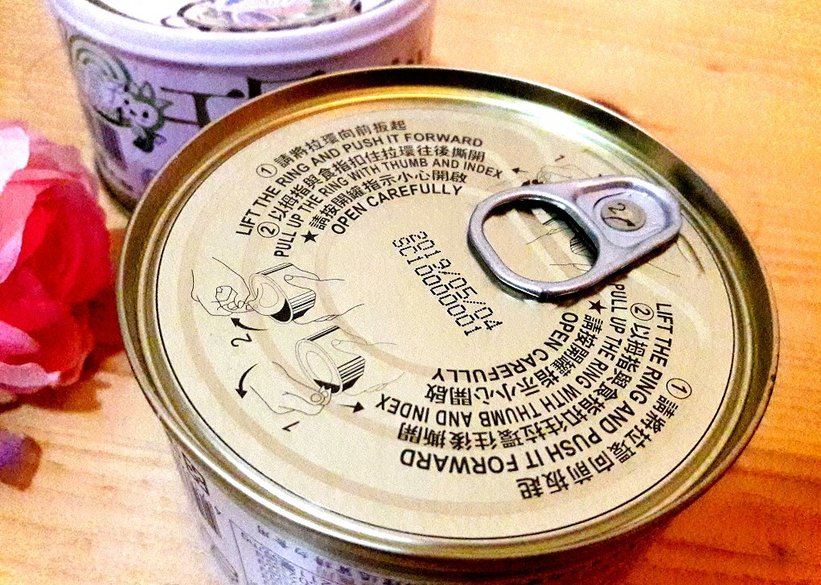 ① 請將拉環向前扳起
LIFT THE RING AND PUSH IT FORWARD
② 以拇指與食指扣住拉環往後撕開
PULL UP THE RING WITH THUMB AND INDEX
★ 請按開罐指示小心開啟
OPEN CAREFULLY
2019/05/04
SC10000001
1
2
2
1
① 請將拉環向前扳起
LIFT THE RING AND PUSH IT FORWARD
② 以拇指與食指扣住拉環往後撕開
PULL UP THE RING WITH THUMB AND INDEX
★ 請按開罐指示小心開啟
OPEN CAREFULLY